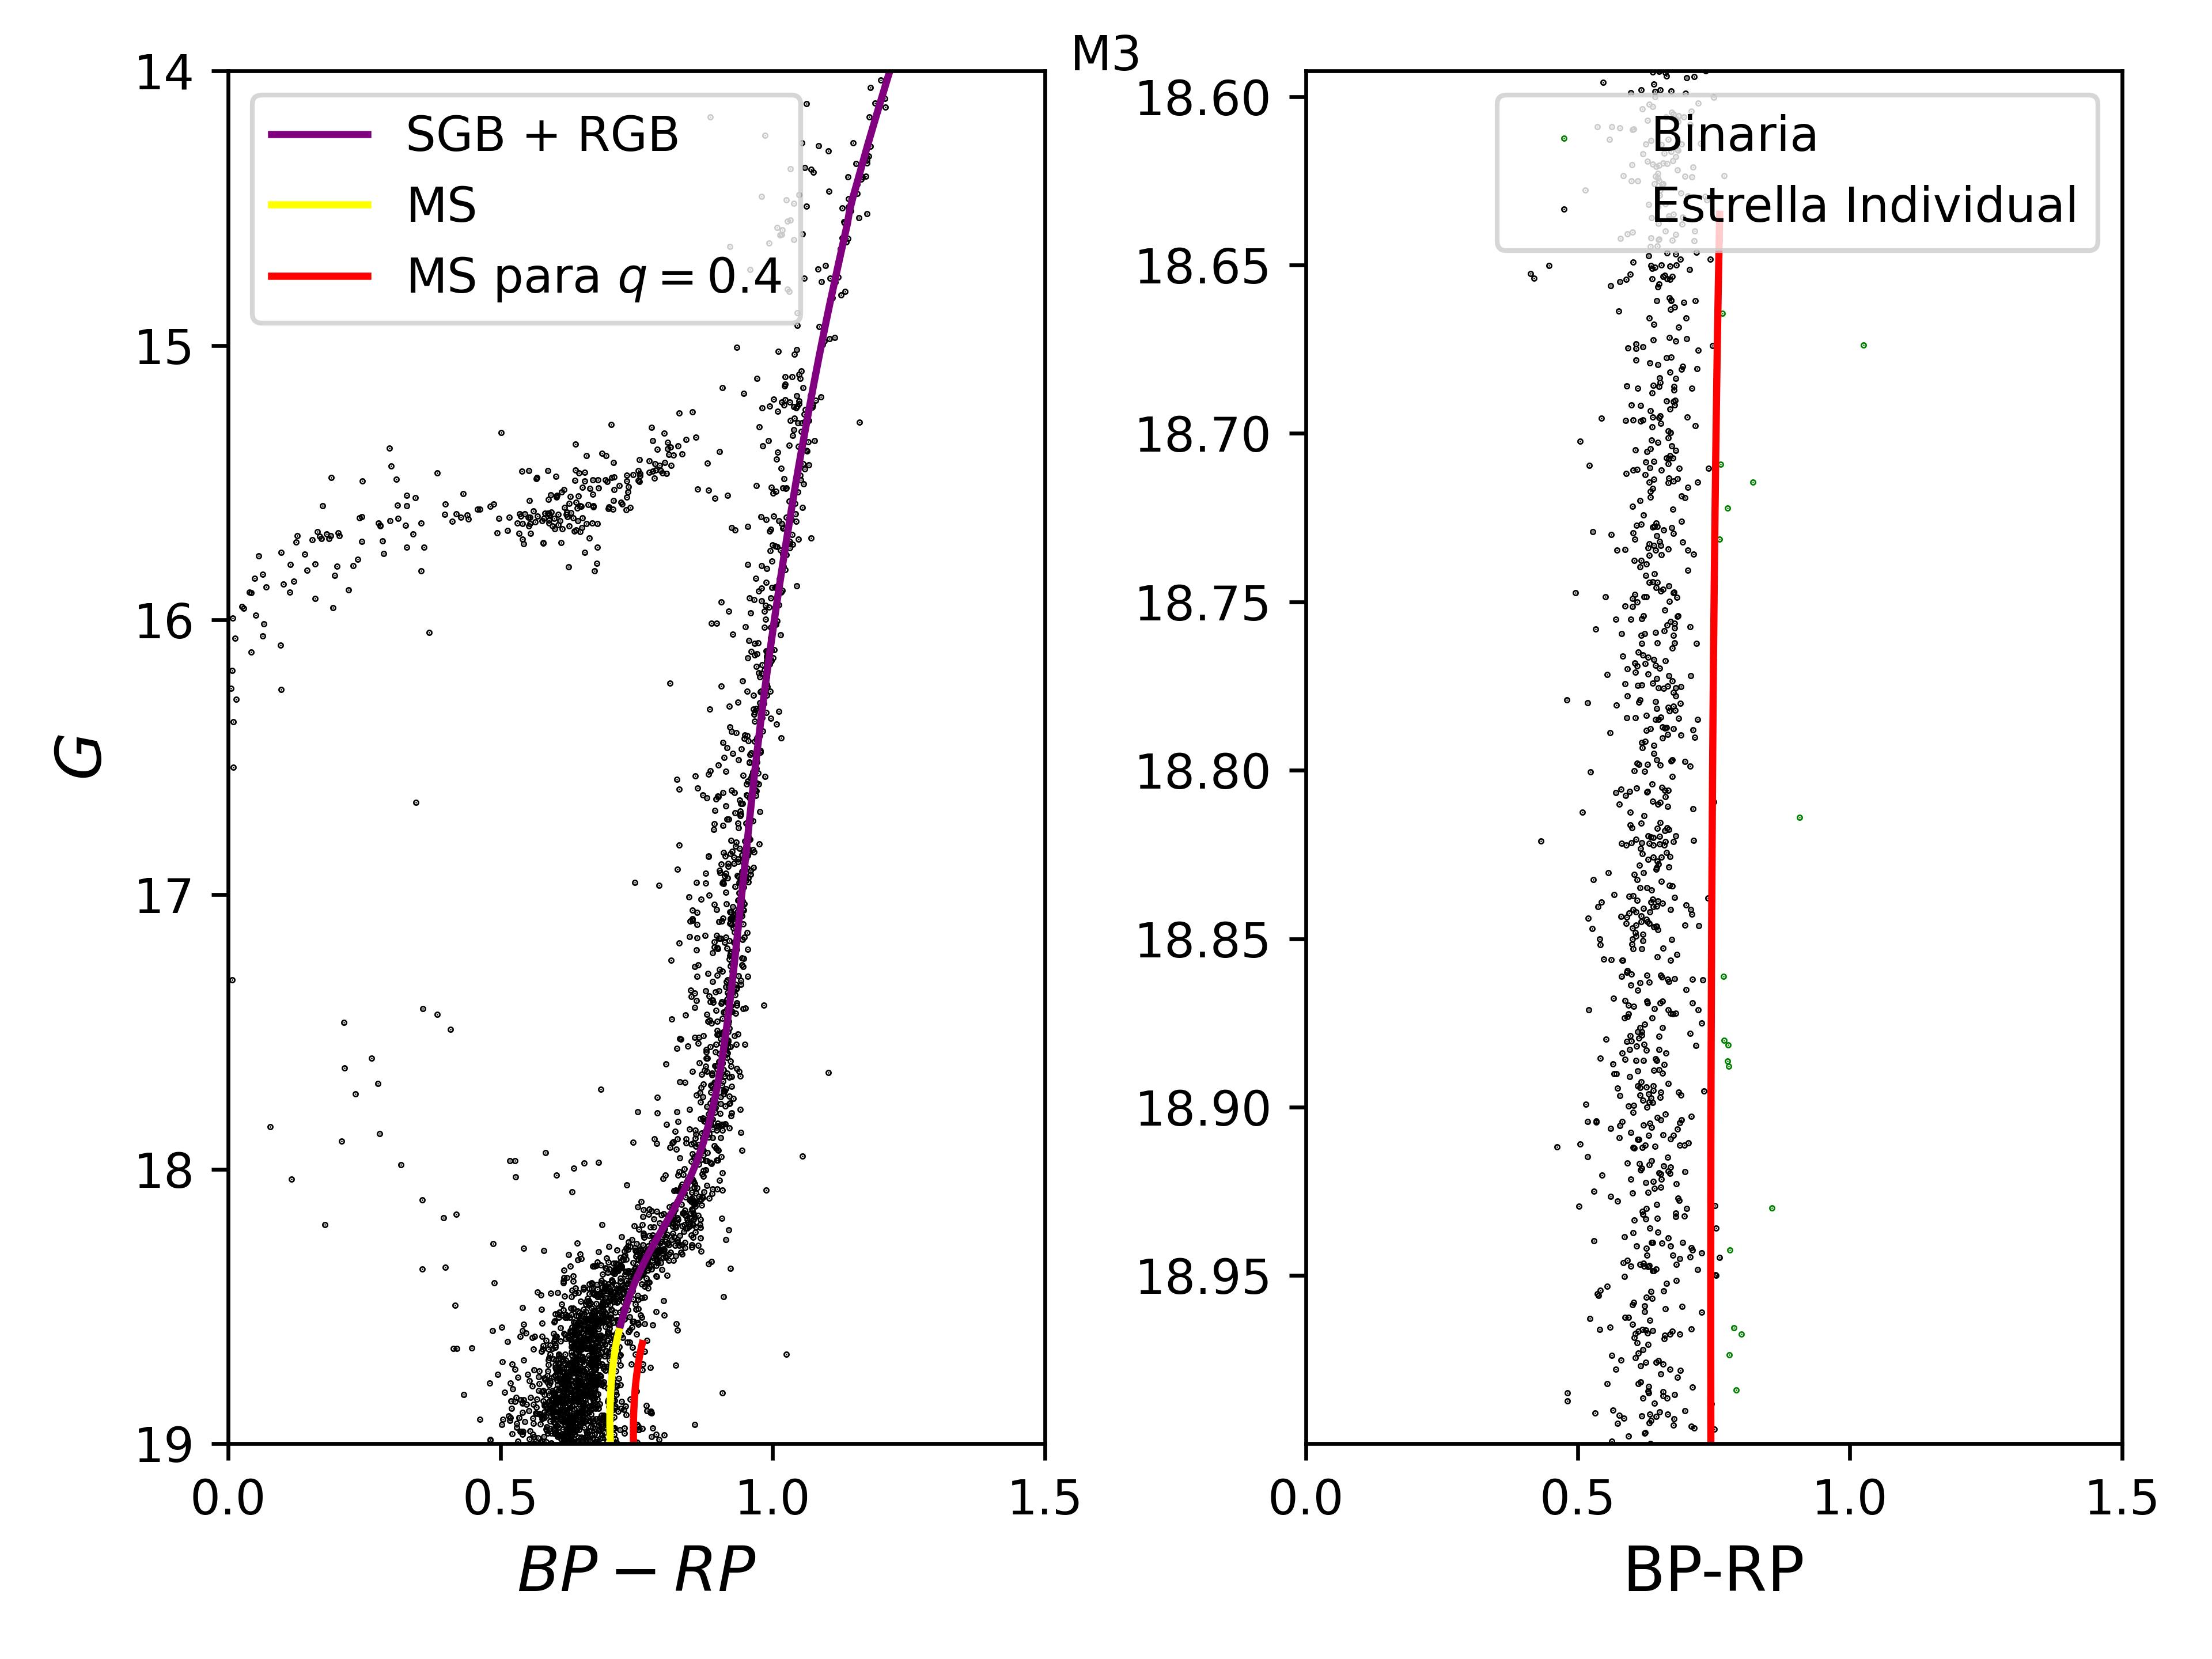 M3
14
15
16
17
18
19
G
SGB + RGB
MS
MS para q = 0.4
0.0 0.5 1.0 1.5
BP − RP
18.60
18.65
18.70
18.75
18.80
18.85
18.90
18.95
Binaria
Estrella Individual
0.0 0.5 1.0 1.5
BP-RP